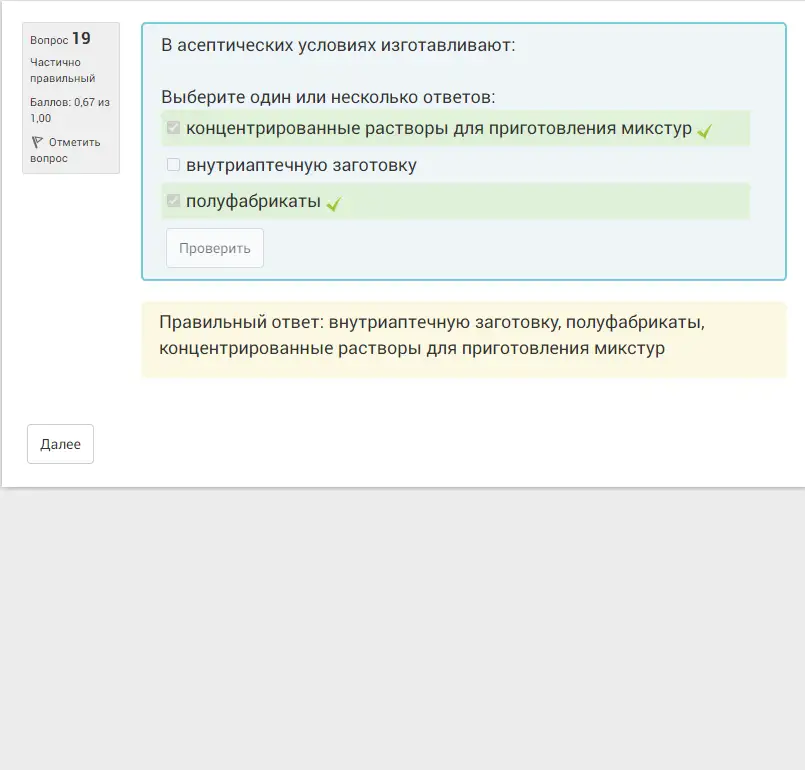 Вопрос 19
Частично
правильный
Баллов: 0,67 из
1,00
Отметить
вопрос
В асептических условиях изготавливают:
Выберите один или несколько ответов:
концентрированные растворы для приготовления микстур
внутриаптечную заготовку
полуфабрикаты
Проверить
Правильный ответ: внутриаптечную заготовку, полуфабрикаты,
концентрированные растворы для приготовления микстур
Далее